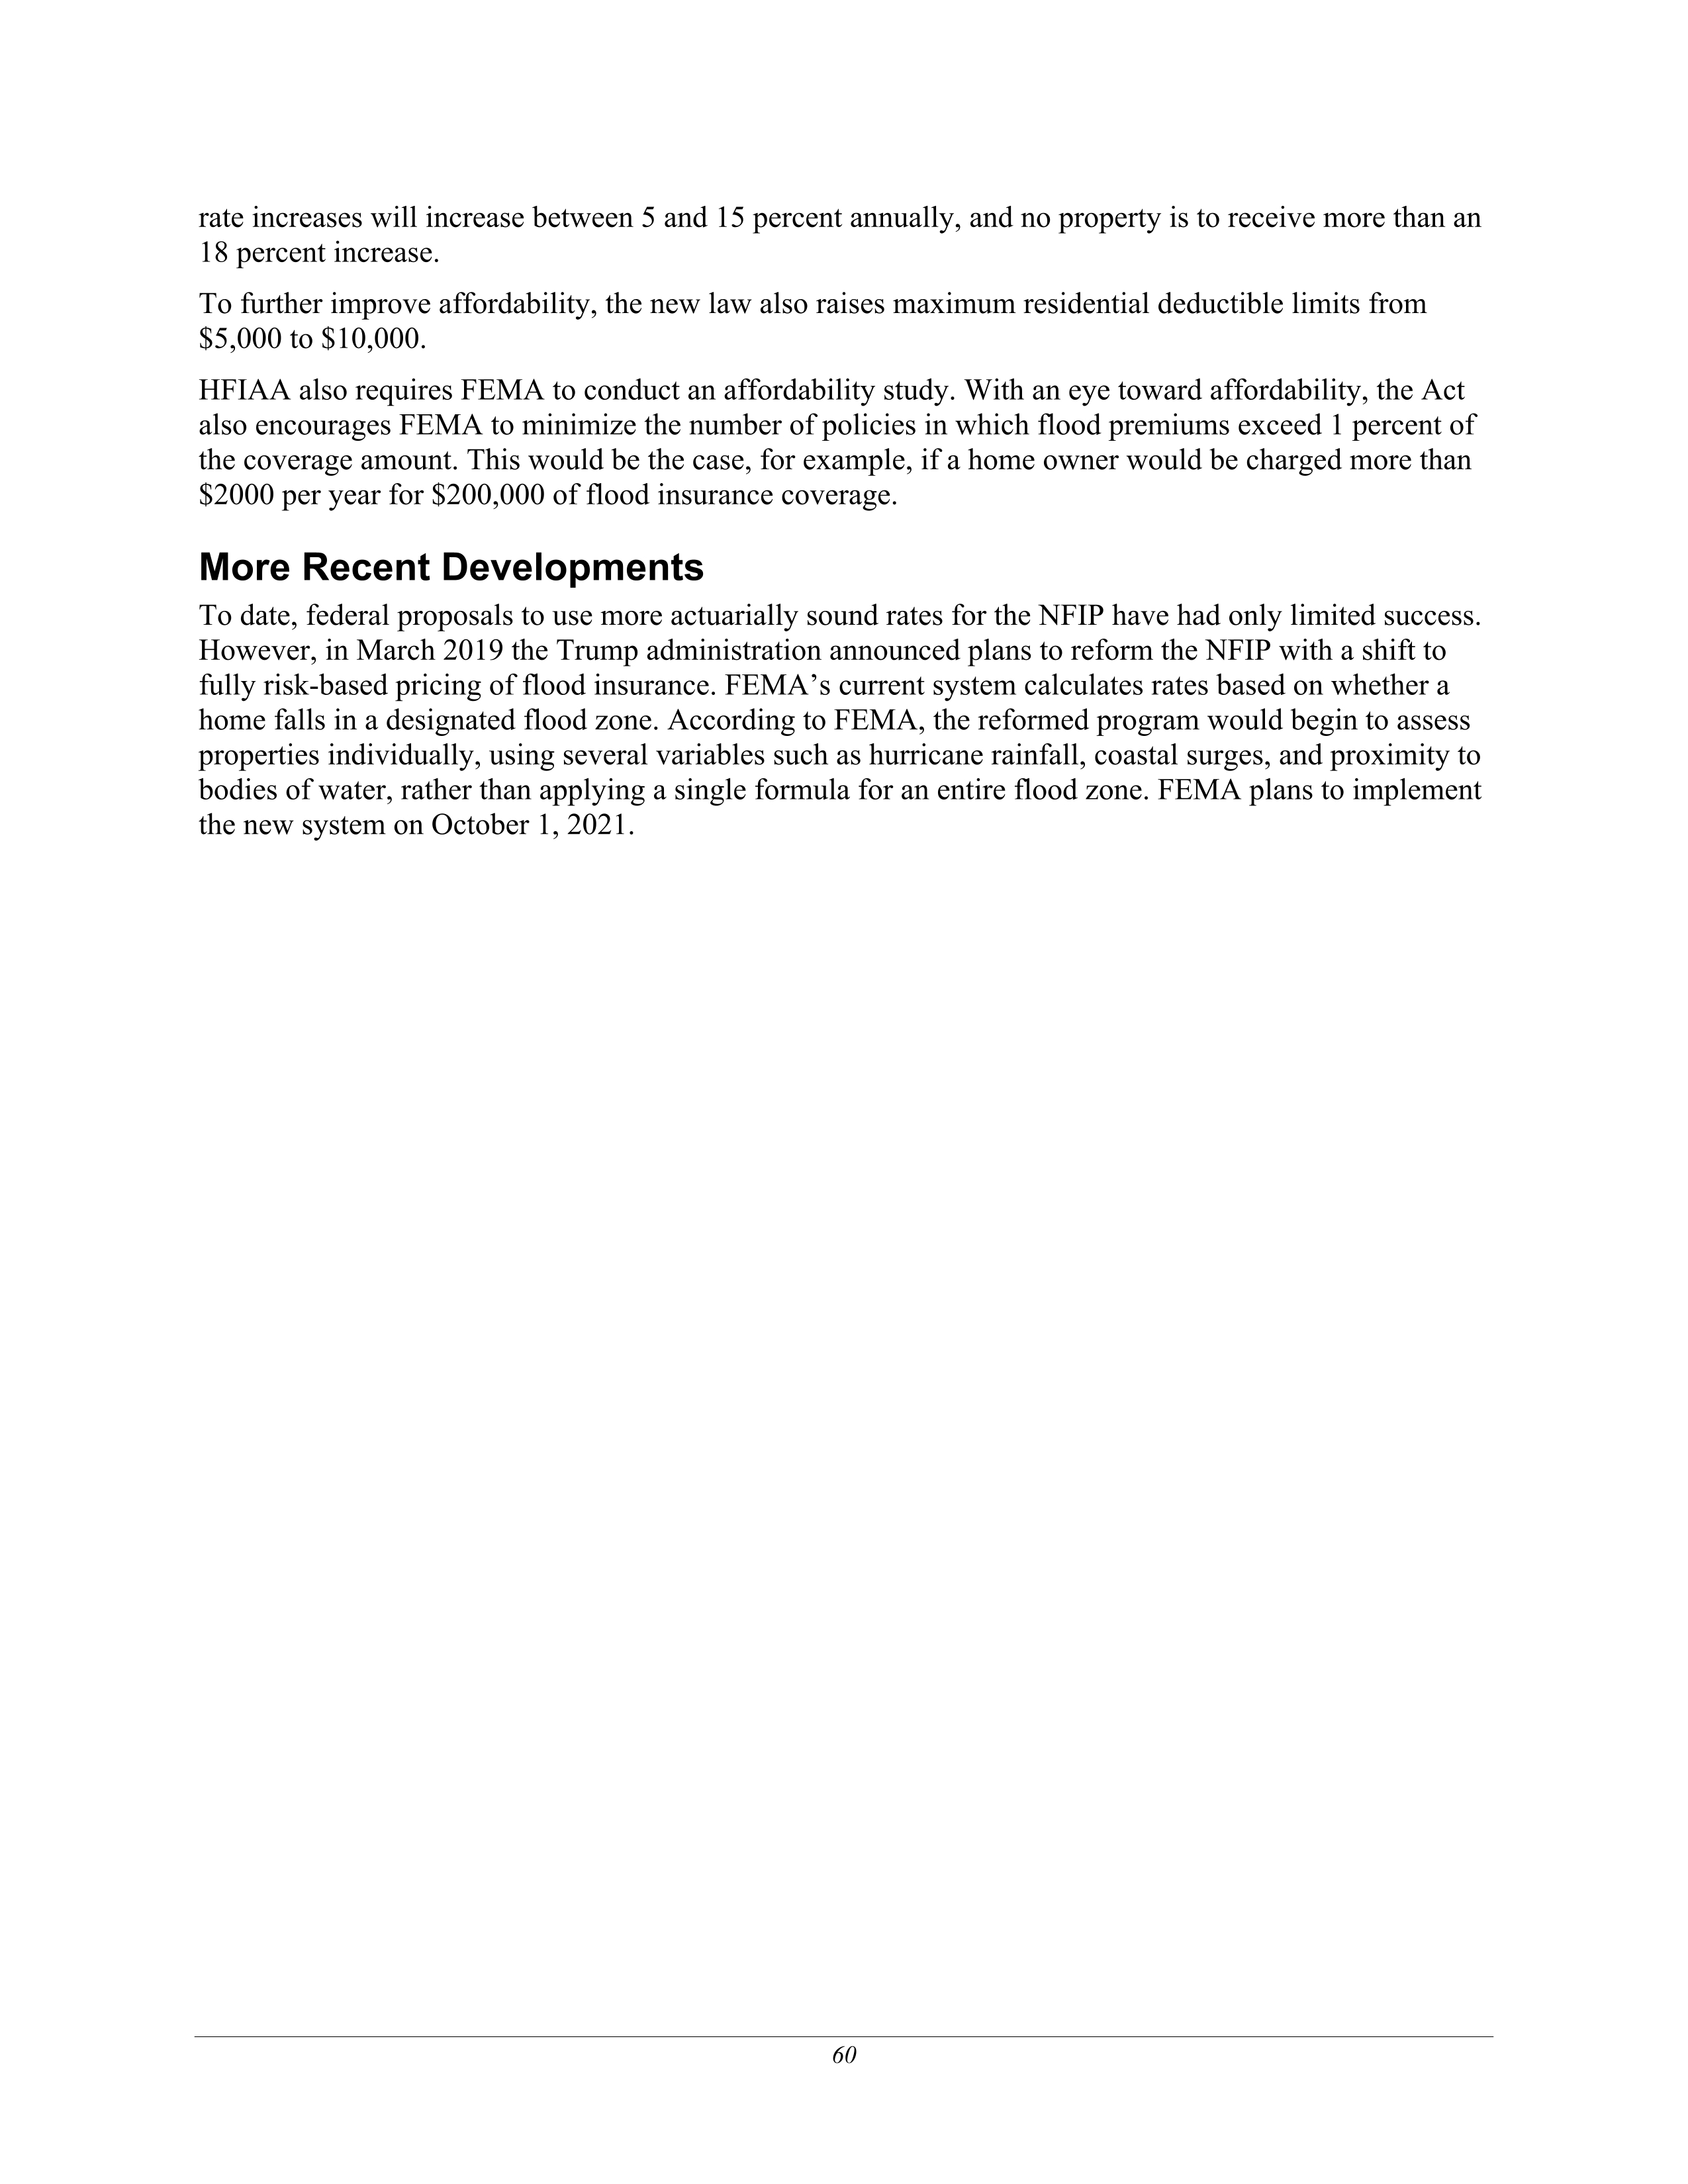 rate increases will increase between 5 and 15 percent annually, and no property is to receive more than an
18 percent increase.
To further improve affordability, the new law also raises maximum residential deductible limits from
$5,000 to $10,000.
HFIAA also requires FEMA to conduct an affordability study. With an eye toward affordability, the Act
also encourages FEMA to minimize the number of policies in which flood premiums exceed 1 percent of
the coverage amount. This would be the case, for example, if a home owner would be charged more than
$2000 per year for $200,000 of flood insurance coverage.
More Recent Developments
To date, federal proposals to use more actuarially sound rates for the NFIP have had only limited success.
However, in March 2019 the Trump administration announced plans to reform the NFIP with a shift to
fully risk-based pricing of flood insurance. FEMA’s current system calculates rates based on whether a
home falls in a designated flood zone. According to FEMA, the reformed program would begin to assess
properties individually, using several variables such as hurricane rainfall, coastal surges, and proximity to
bodies of water, rather than applying a single formula for an entire flood zone. FEMA plans to implement
the new system on October 1, 2021.
60